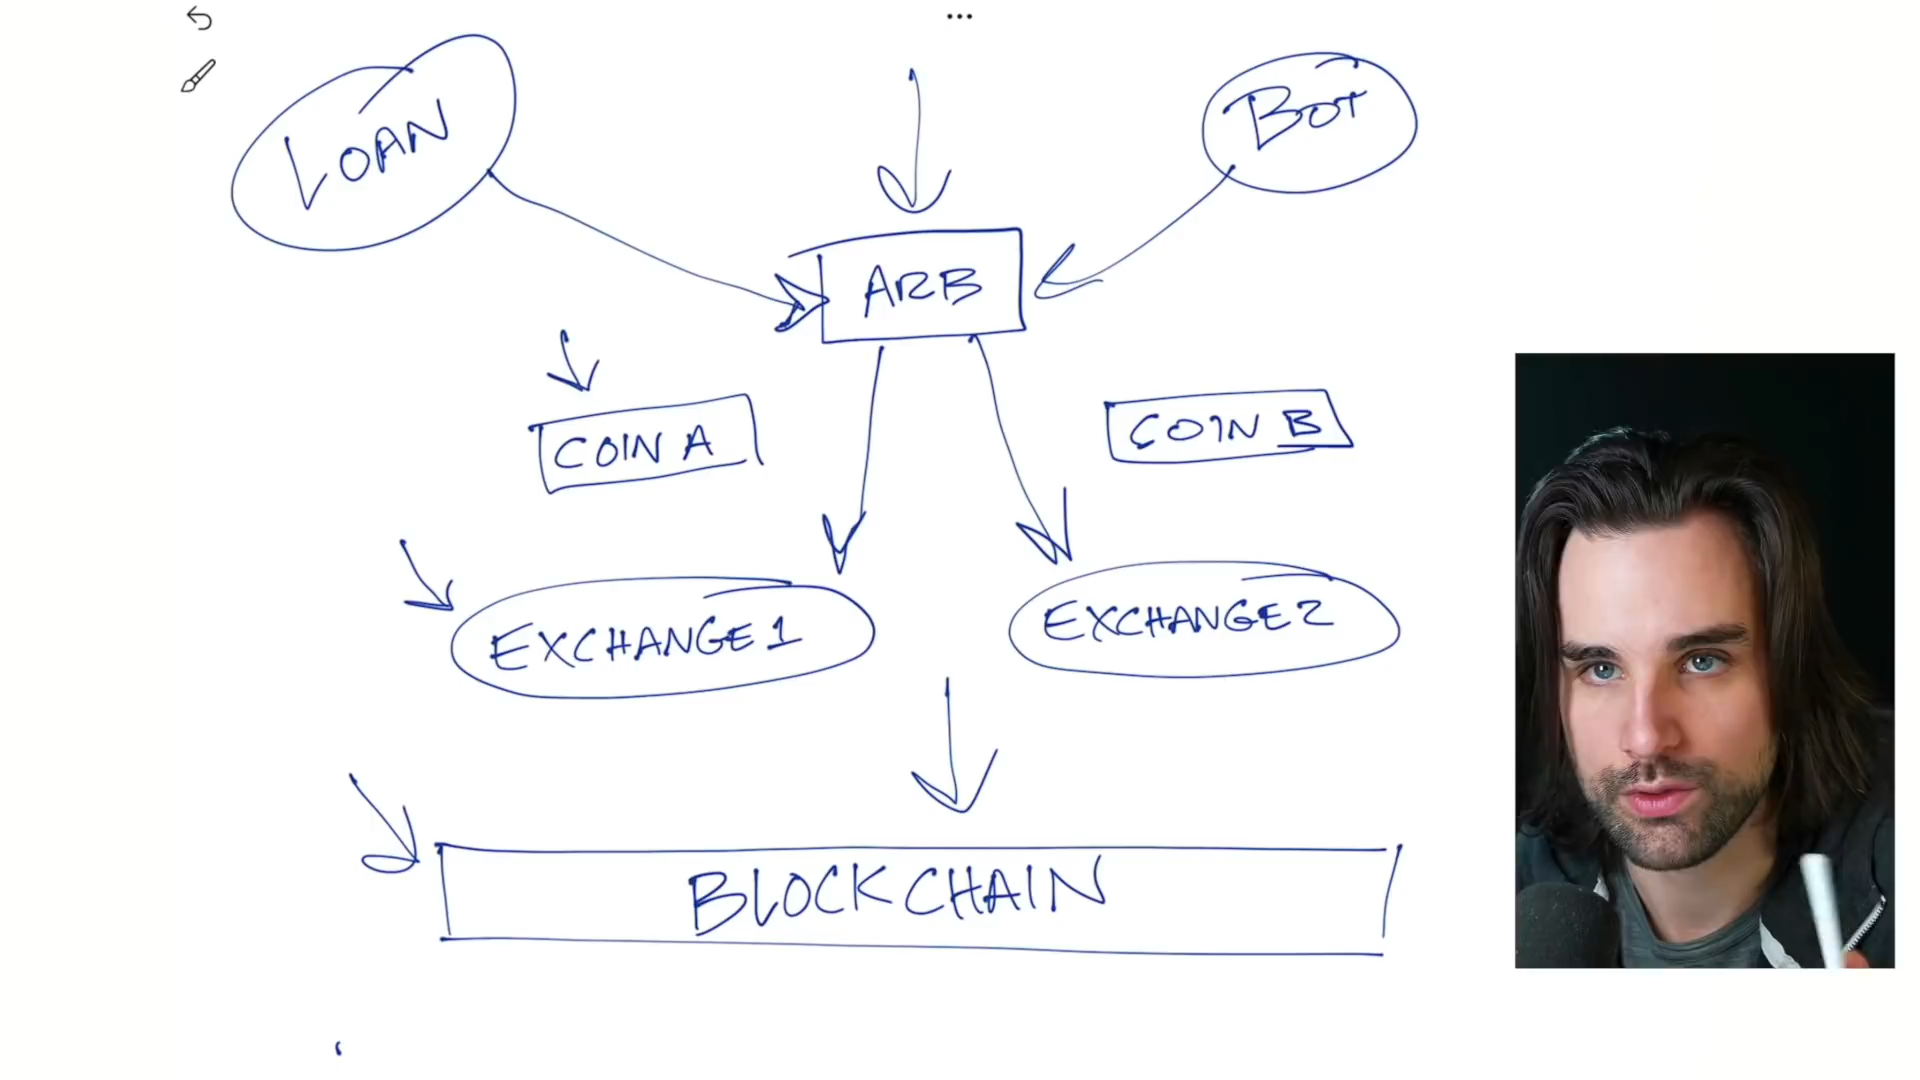 LOAN
BOT
ARB
COIN A
COIN B
EXCHANGE 1
EXCHANGE 2
BLOCKCHAIN